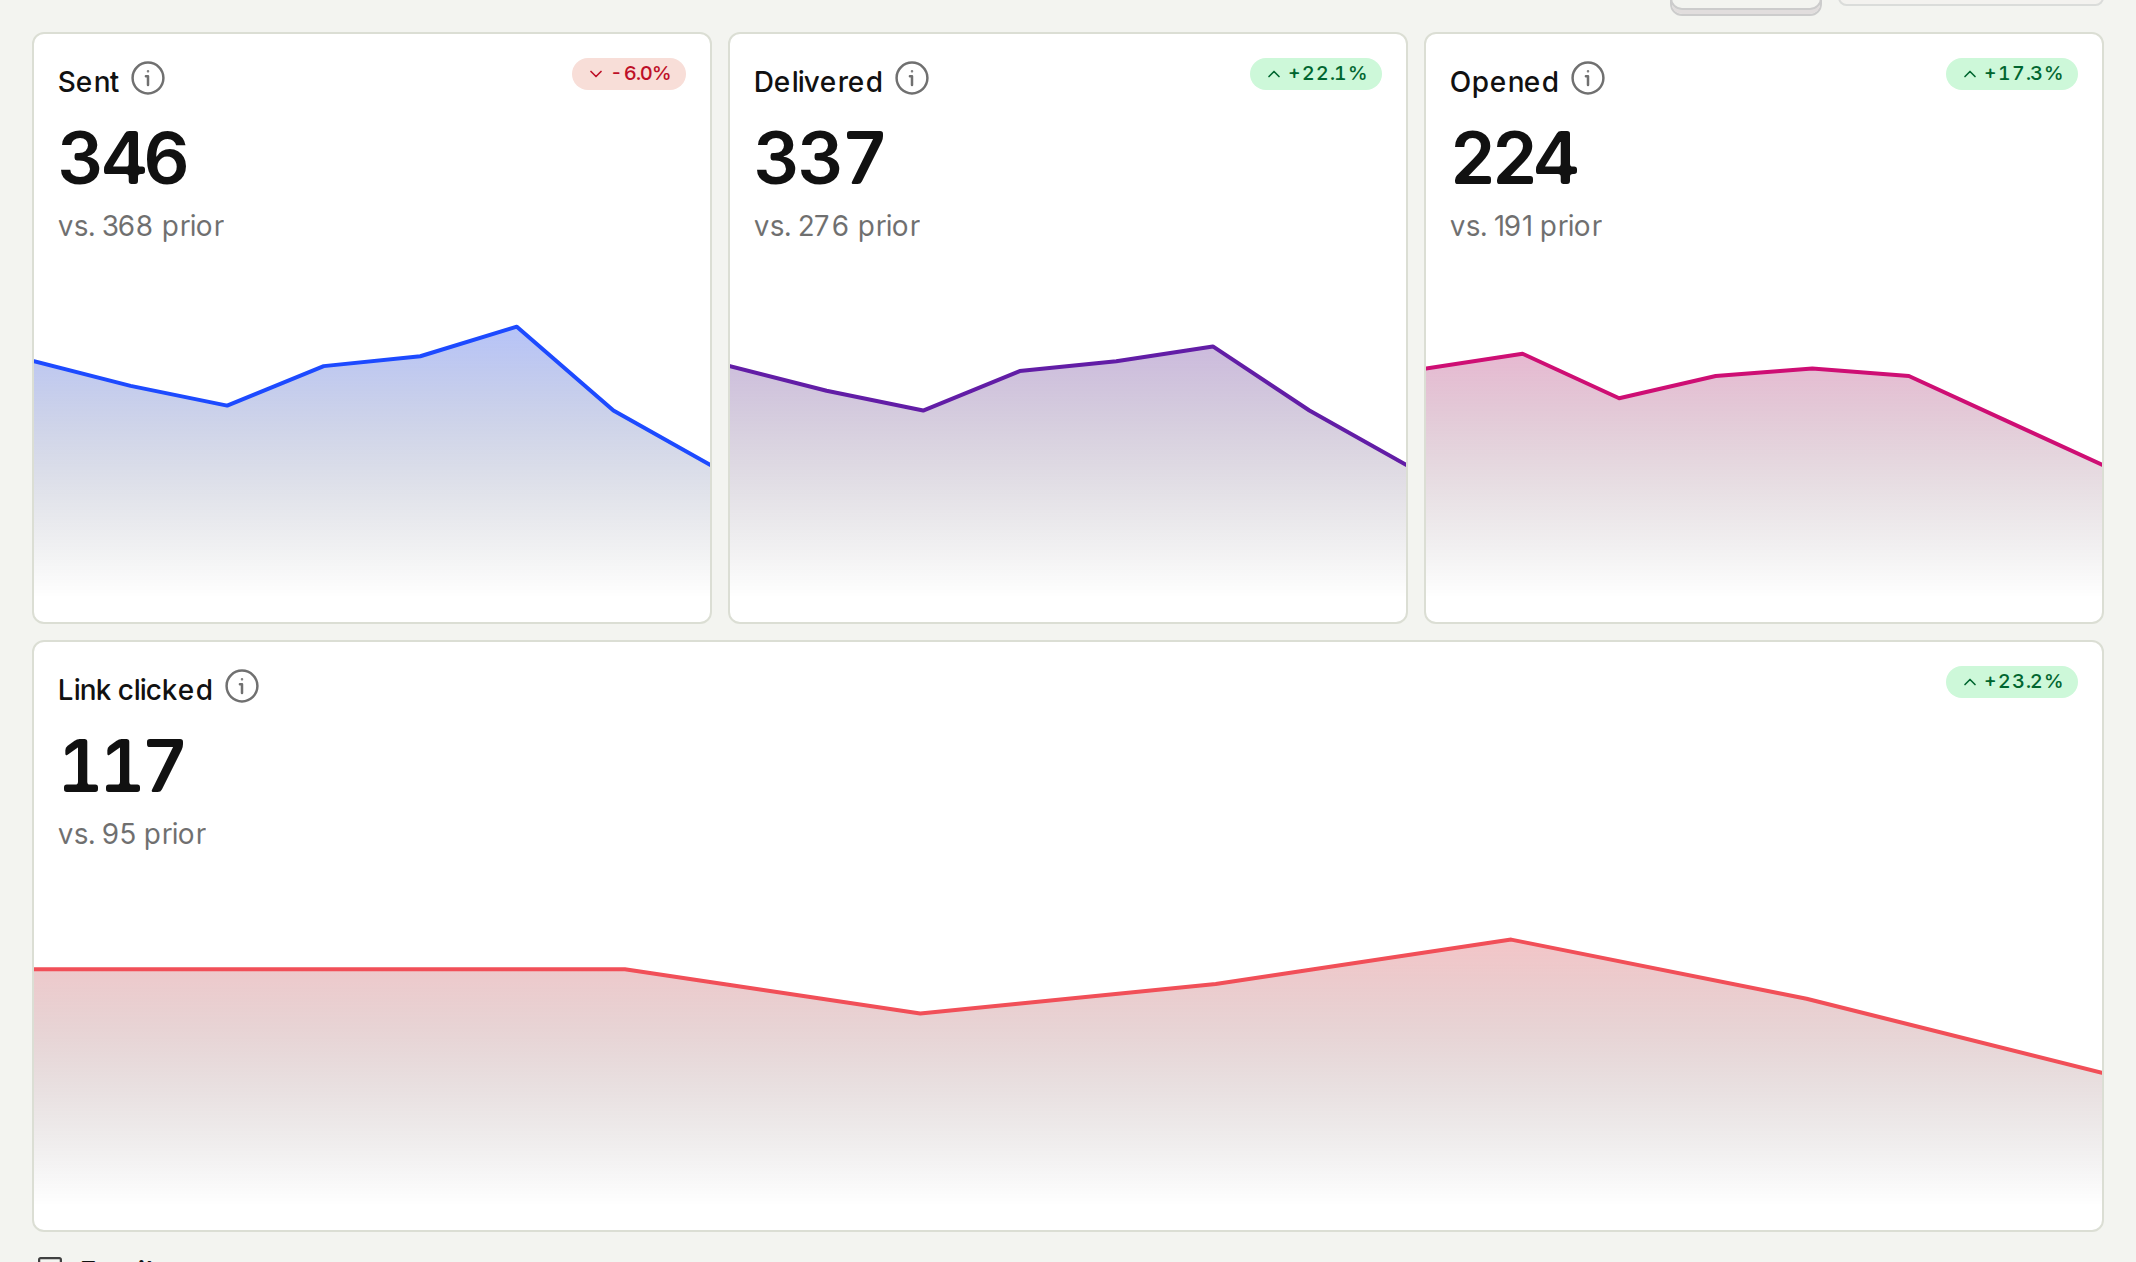 Sent
-6.0%
346
vs. 368 prior
Delivered
+22.1%
337
vs. 276 prior
Opened
+17.3%
224
vs. 191 prior
Link clicked
+23.2%
117
vs. 95 prior